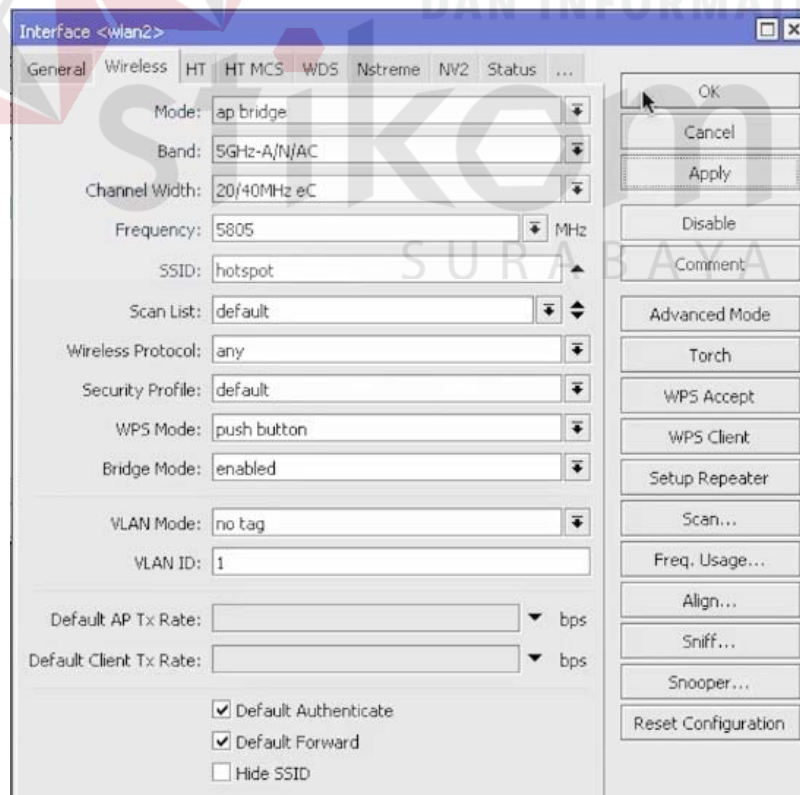 DAN INFORMAT
Interface <wlan2>
General Wireless HT HT MCS WDS Nstreme NV2 Status ...
Mode: ap bridge
Band: 5GHz-A/N/AC
Channel Width: 20/40MHz eC
Frequency: 5805 MHz
SSID: hotspot
Scan List: default
Wireless Protocol: any
Security Profile: default
WPS Mode: push button
Bridge Mode: enabled
VLAN Mode: no tag
VLAN ID: 1
Default AP Tx Rate: bps
Default Client Tx Rate: bps
Default Authenticate
Default Forward
Hide SSID
OK
Cancel
Apply
Disable
Comment
Advanced Mode
Torch
WPS Accept
WPS Client
Setup Repeater
Scan...
Freq. Usage...
Align...
Sniff...
Snooper...
Reset Configuration
stikom
SURABAYA